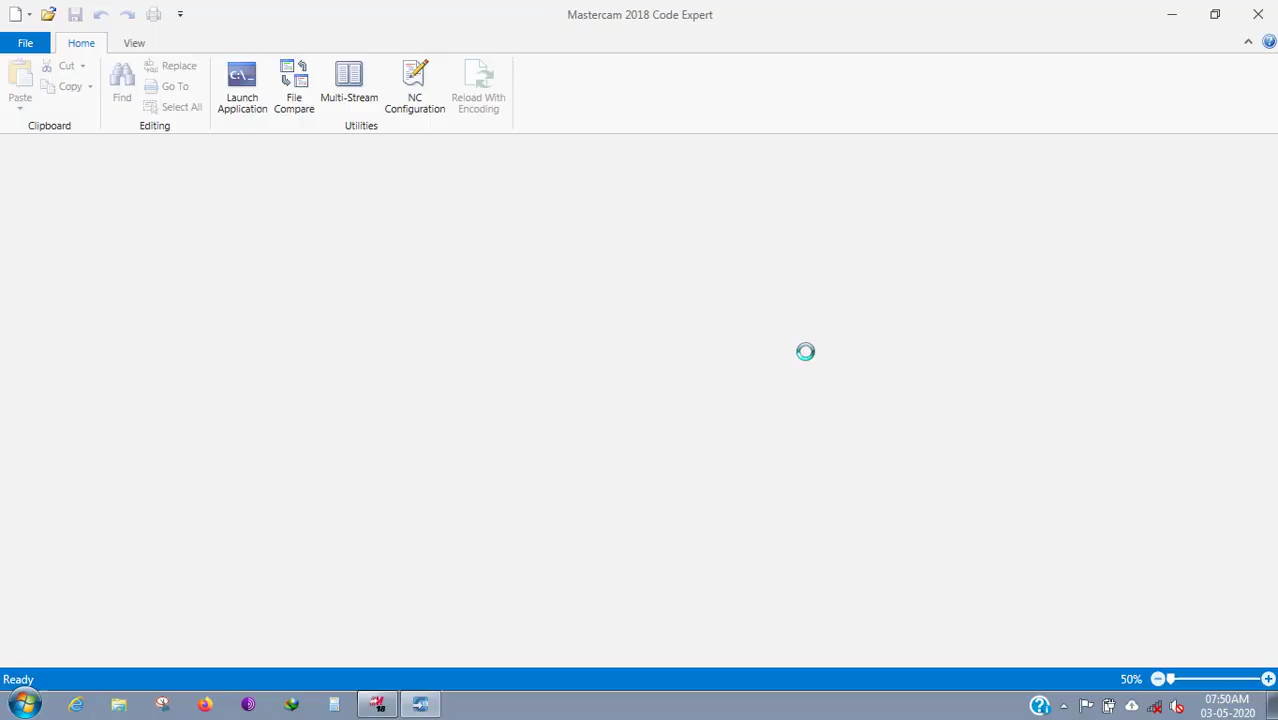 Mastercam 2018 Code Expert
File
Home
View
Paste
Cut
Copy
Clipboard
Find
Replace
Go To
Select All
Editing
C:\_
Launch Application
File Compare
Multi-Stream
NC Configuration
Reload With Encoding
Utilities
Ready
50%
18
07:50AM
03-05-2020